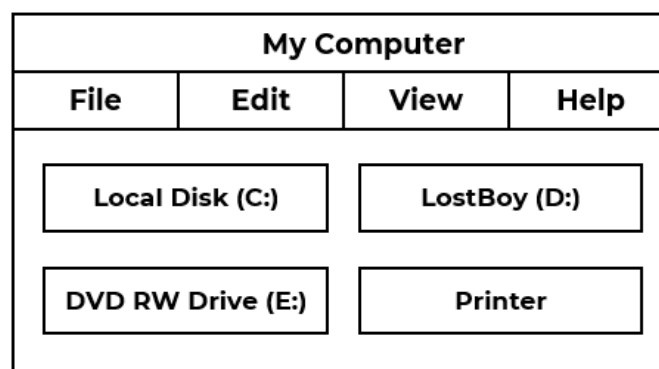 My Computer
File Edit View Help
Local Disk (C:) LostBoy (D:)
DVD RW Drive (E:) Printer